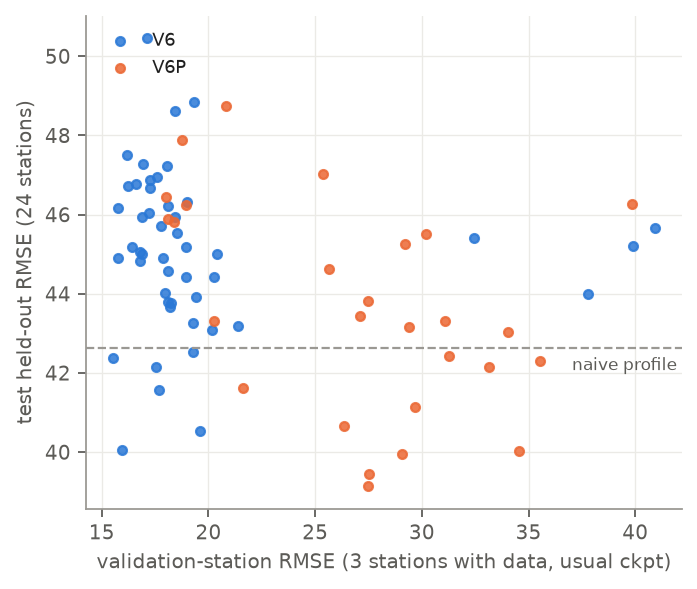 V6
V6P
50
48
46
44
42
40
naive profile
15 20 25 30 35 40
validation-station RMSE (3 stations with data, usual ckpt)
test held-out RMSE (24 stations)